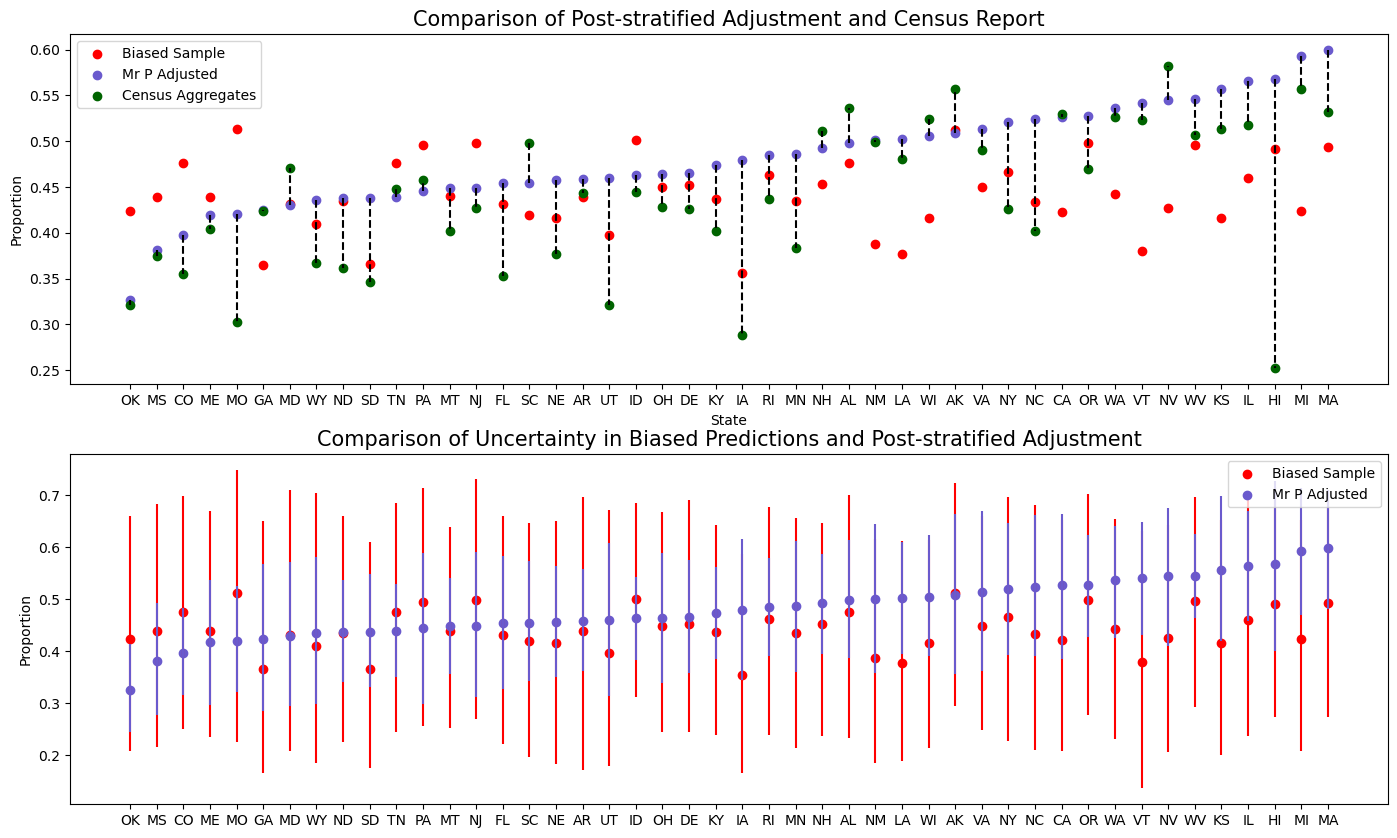 Comparison of Post-stratified Adjustment and Census Report
Biased Sample
Mr P Adjusted
Census Aggregates
0.60
0.55
0.50
0.45
0.40
0.35
0.30
0.25
Proportion
OK MS CO ME MO GA MD WY ND SD TN PA MT NJ FL SC NE AR UT ID OH DE KY IA RI MN NH AL NM LA WI AK VA NY NC CA OR WA VT NV WV KS IL HI MI MA
State
Comparison of Uncertainty in Biased Predictions and Post-stratified Adjustment
Biased Sample
Mr P Adjusted
0.7
0.6
0.5
0.4
0.3
0.2
Proportion
OK MS CO ME MO GA MD WY ND SD TN PA MT NJ FL SC NE AR UT ID OH DE KY IA RI MN NH AL NM LA WI AK VA NY NC CA OR WA VT NV WV KS IL HI MI MA